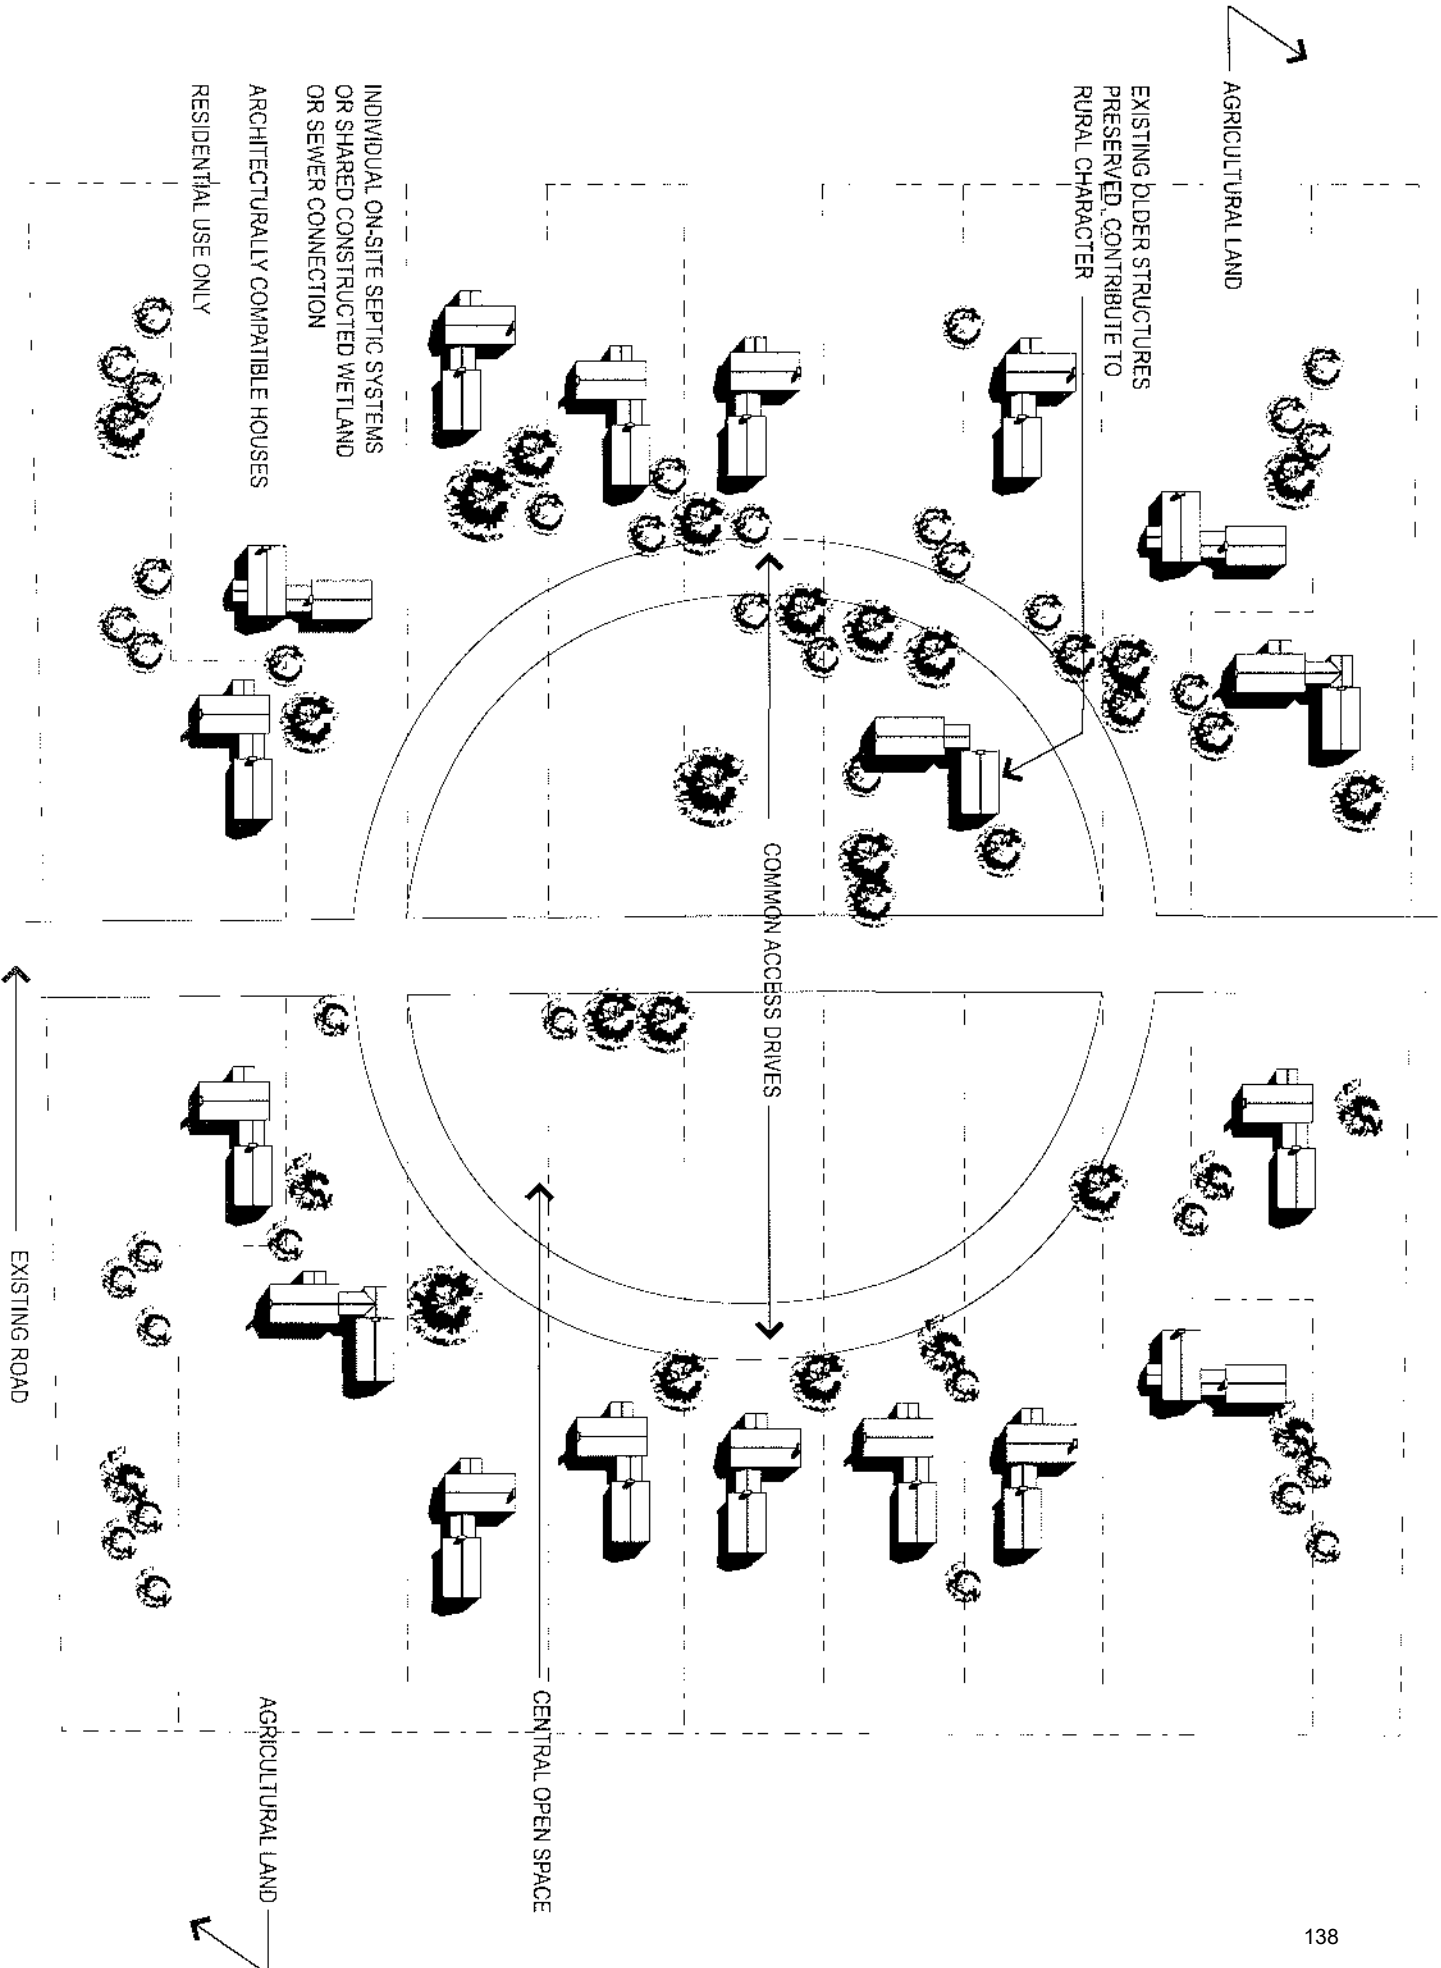 AGRICULTURAL LAND
EXISTING OLDER STRUCTURES
PRESERVED, CONTRIBUTE TO
RURAL CHARACTER
COMMON ACCESS DRIVES
INDIVIDUAL ON-SITE SEPTIC SYSTEMS
OR SHARED CONSTRUCTED WETLAND
OR SEWER CONNECTION
ARCHITECTURALLY COMPATIBLE HOUSES
RESIDENTIAL USE ONLY
CENTRAL OPEN SPACE
AGRICULTURAL LAND
EXISTING ROAD
138